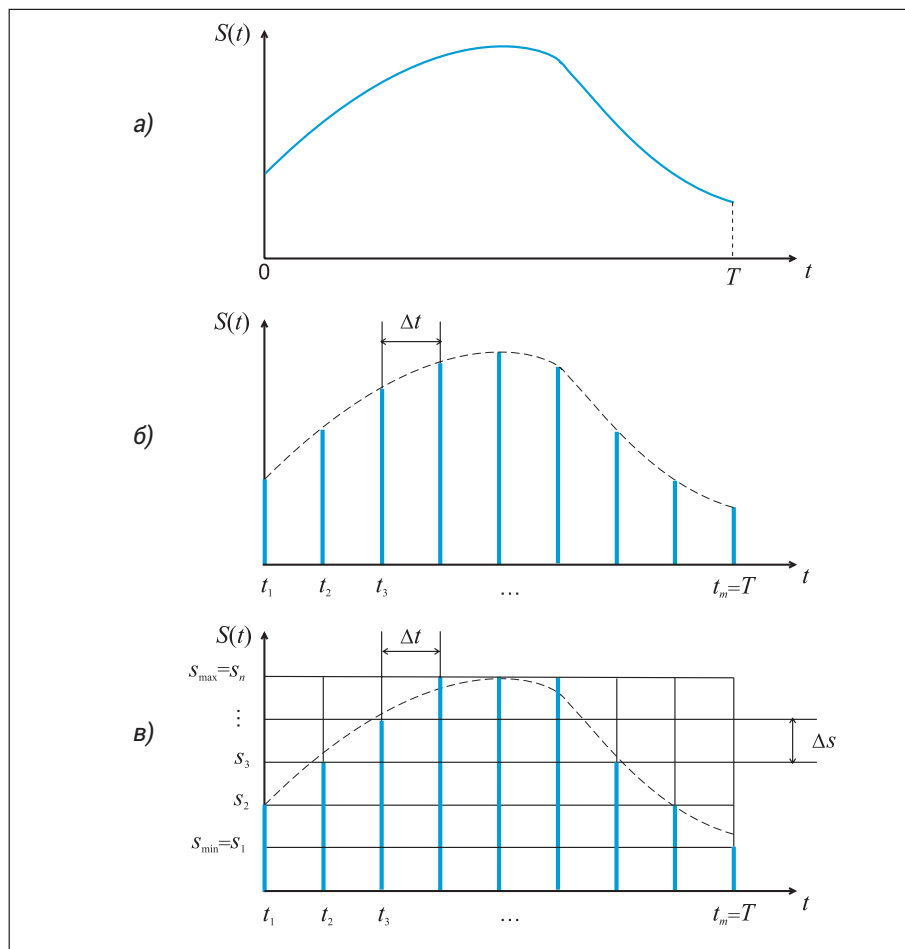 S(t)
а)
0
T
t
S(t)
Δt
б)
t₁ t₂ t₃ ... tₘ=T
t
S(t)
Δt
sₘₐₓ=sₙ
⋮
в)
Δs
s₃
s₂
sₘᵢₙ=s₁
t₁ t₂ t₃ ... tₘ=T
t